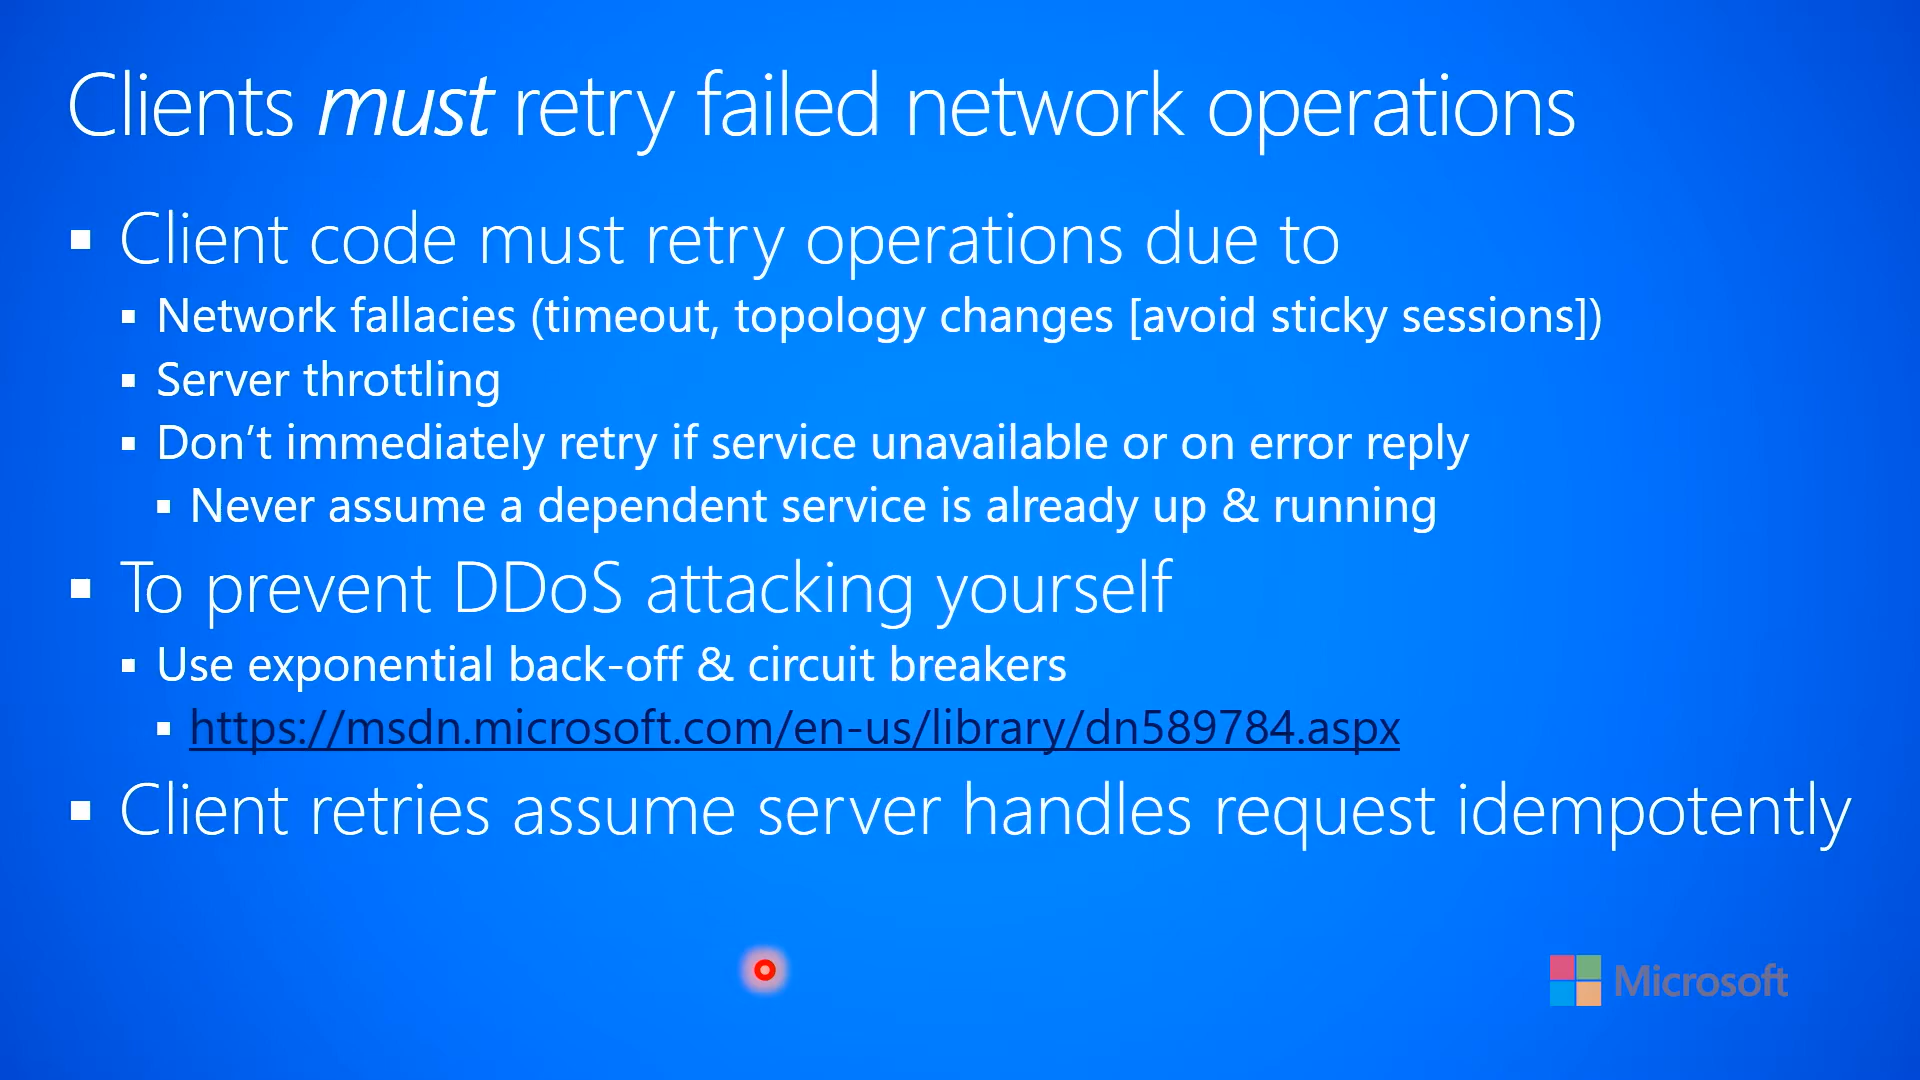 Clients must retry failed network operations
Client code must retry operations due to
Network fallacies (timeout, topology changes [avoid sticky sessions])
Server throttling
Don’t immediately retry if service unavailable or on error reply
Never assume a dependent service is already up & running
To prevent DDoS attacking yourself
Use exponential back-off & circuit breakers
https://msdn.microsoft.com/en-us/library/dn589784.aspx
Client retries assume server handles request idempotently
Microsoft